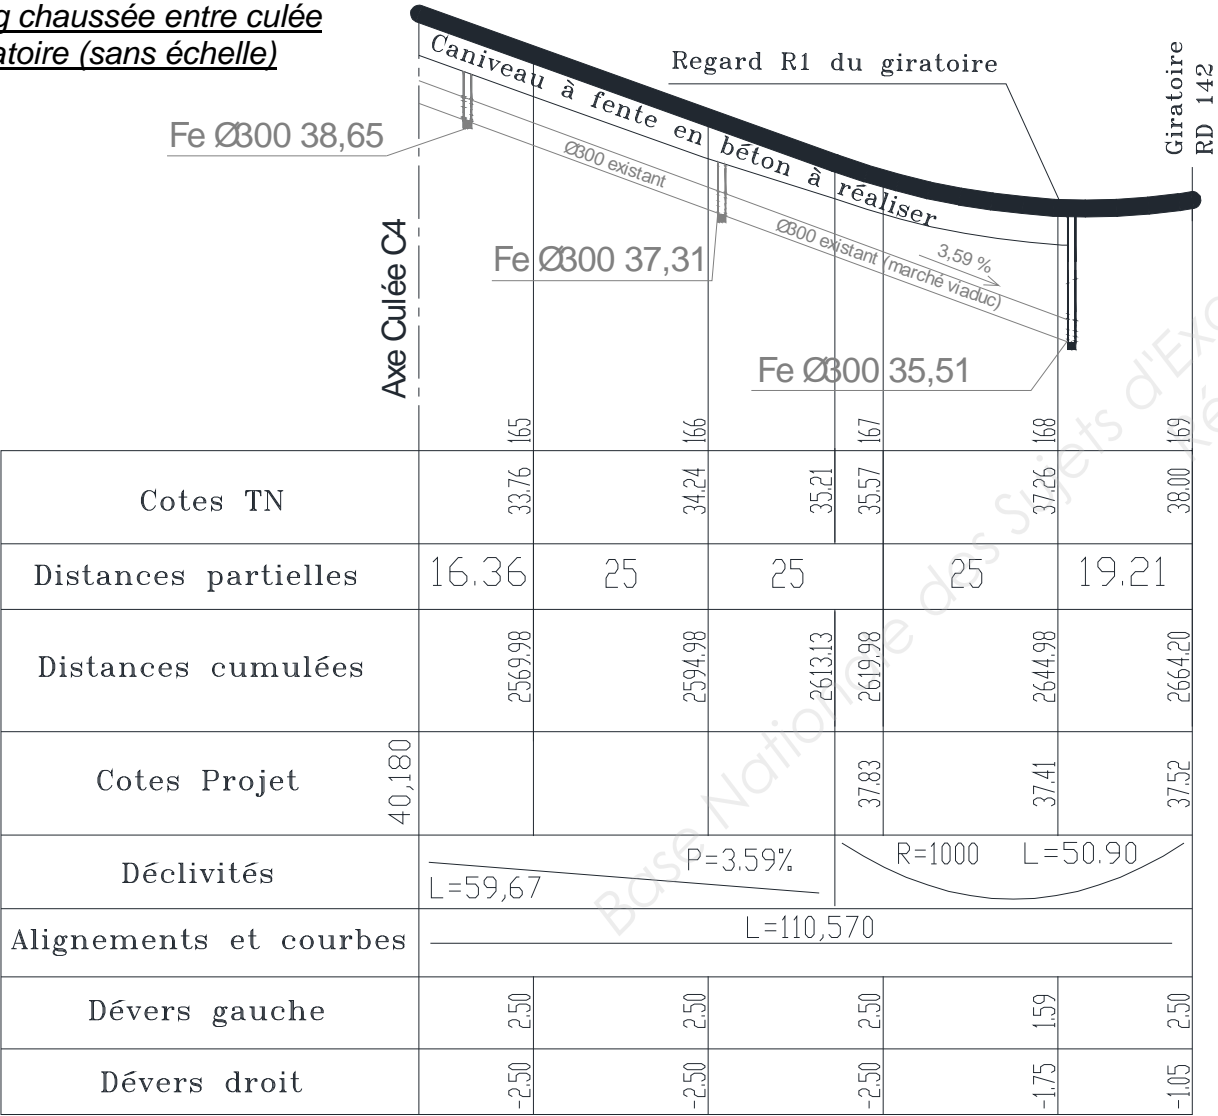 g chaussée entre culée
atoire (sans échelle)
Caniveau à fente en béton à réaliser
Regard R1 du giratoire
Giratoire
RD 142
Fe Ø300 38,65
Ø300 existant
Axe Culée C4
Fe Ø300 37,31
Ø300 existant (marché viaduc)
3,59 %
Fe Ø300 35,51
165 166 167 168 169
Cotes TN 33.76 34.24 35.21 35.57 37.26 38.00
Distances partielles 16.36 25 25 25 19.21
Distances cumulées 2569.98 2594.98 2613.13 2619.98 2644.98 2664.20
Cotes Projet 40,180 37.83 37.41 37.52
Déclivités L=59,67 P=3.59% R=1000 L=50.90
Alignements et courbes L=110,570
Dévers gauche 2.50 2.50 2.50 1.59 2.50
Dévers droit -2.50 -2.50 -2.50 -1.75 -1.05
Base Nationale des Sujets d'Exa
Ré